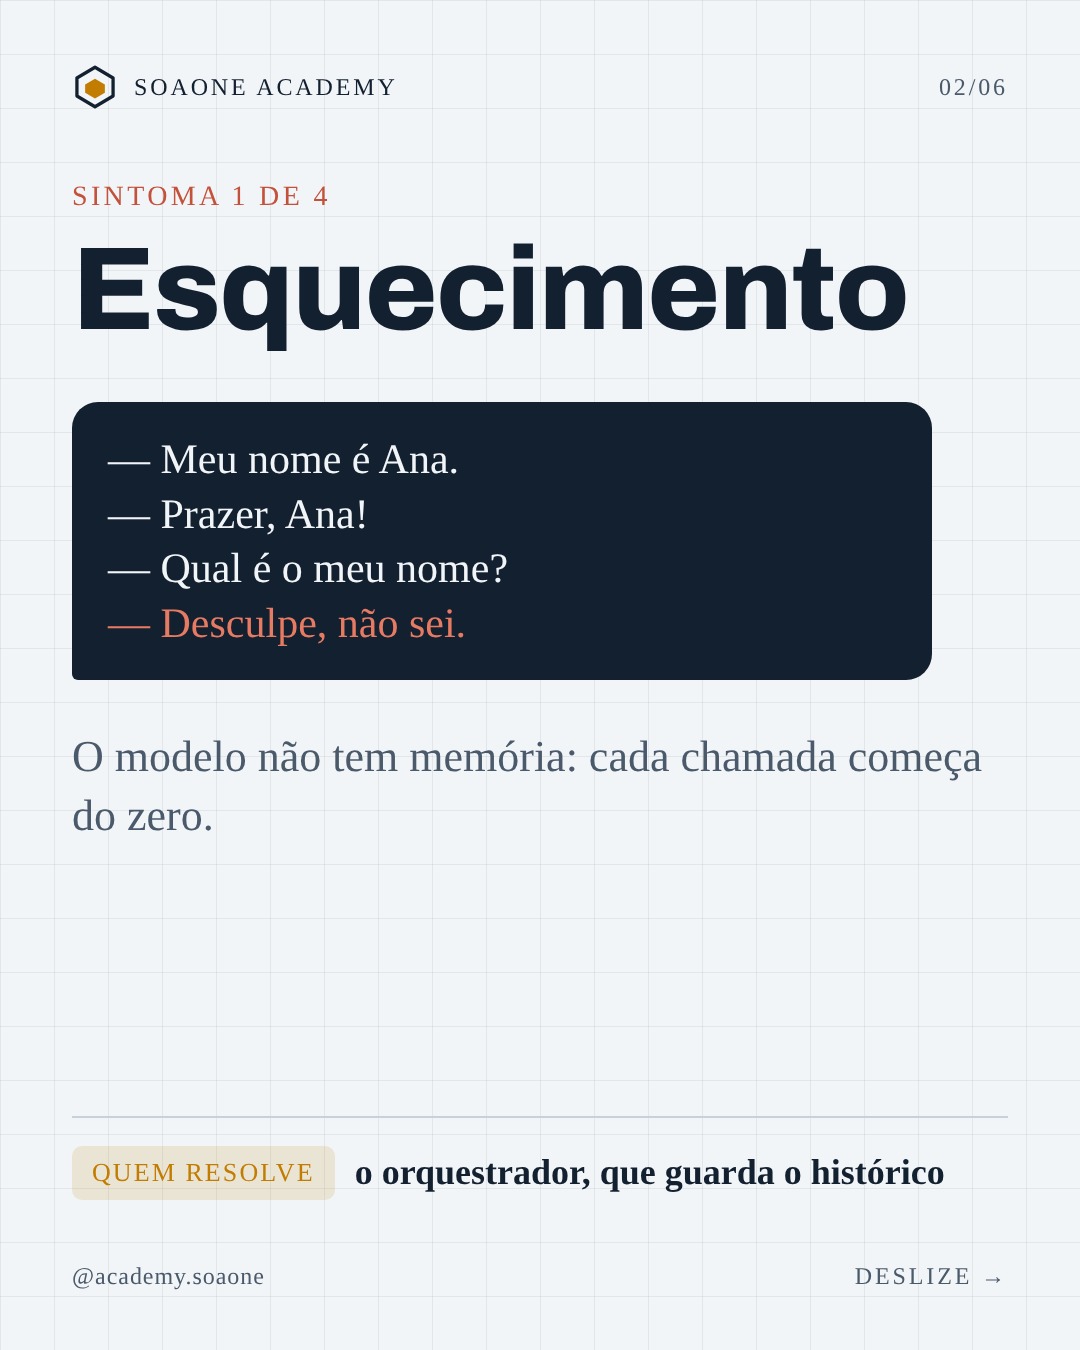 SOAONE ACADEMY
02/06
SINTOMA 1 DE 4
Esquecimento
— Meu nome é Ana.
— Prazer, Ana!
— Qual é o meu nome?
— Desculpe, não sei.
O modelo não tem memória: cada chamada começa
do zero.
QUEM RESOLVE
o orquestrador, que guarda o histórico
@academy.soaone
DESLIZE →